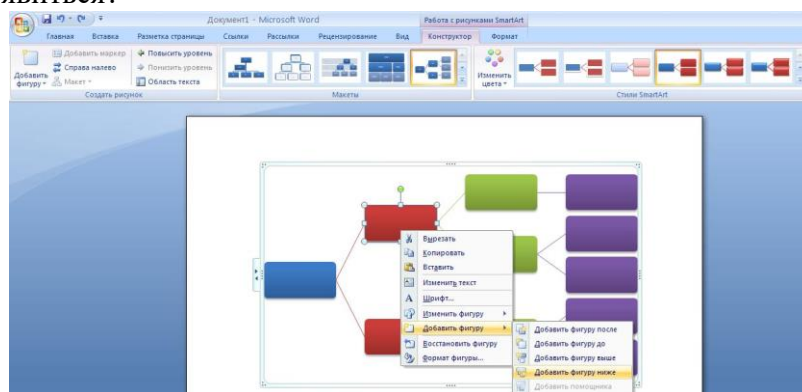 явиться?
Документ1 - Microsoft Word
Работа с рисунками SmartArt
Главная Вставка Разметка страницы Ссылки Рассылки Рецензирование Вид Конструктор Формат
Добавить фигуру
Добавить маркер
Справа налево
Макет
Повысить уровень
Понизить уровень
Область текста
Изменить цвета
Создать рисунок
Макеты
Стили SmartArt
Вырезать
Копировать
Вставить
Изменить текст
Шрифт...
Изменить фигуру
Добавить фигуру
Восстановить фигуру
Формат фигуры...
Добавить фигуру после
Добавить фигуру до
Добавить фигуру выше
Добавить фигуру ниже
Добавить помощника